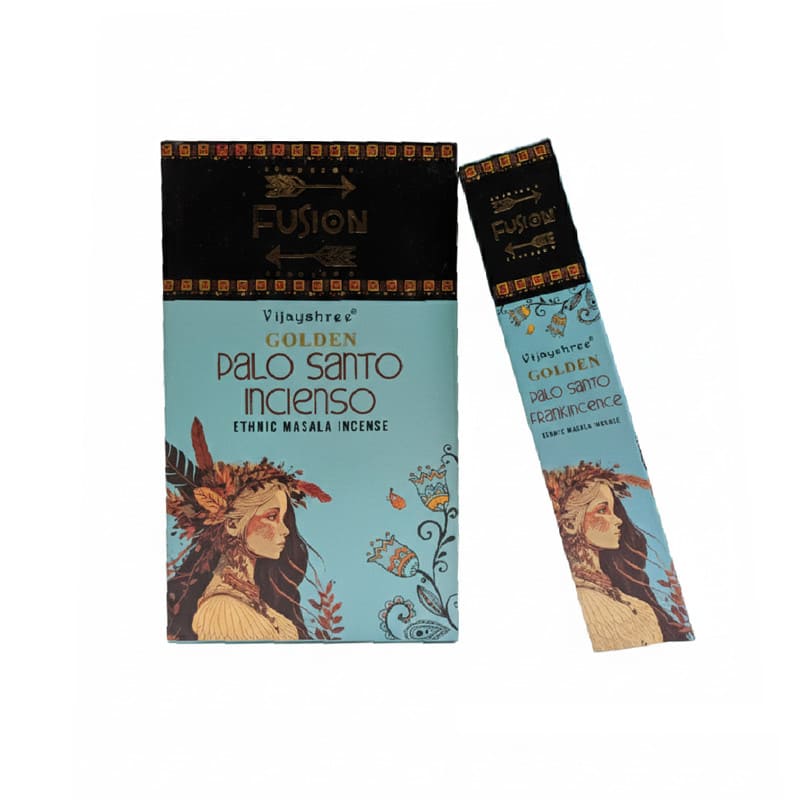 FUSION
Vijayshree®
GOLDEN
PALO SANTO
INCIENSO
ETHNIC MASALA INCENSE
FUSION
Vijayshree®
GOLDEN
PALO SANTO
FRANKINCENCE
ETHNIC MASALA INCENSE